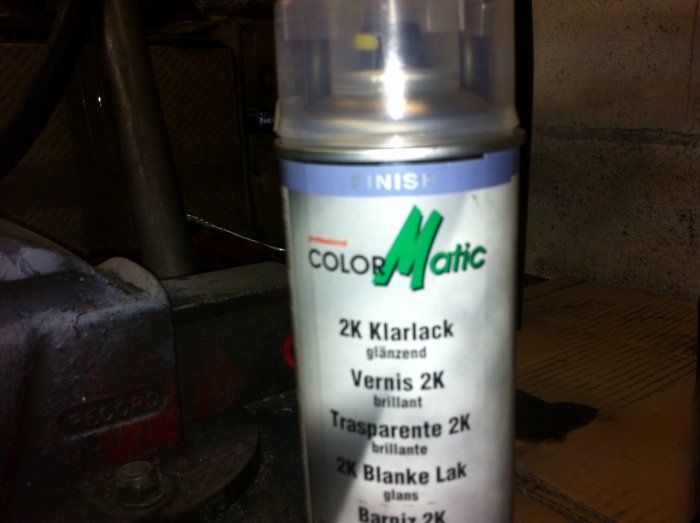 FINISH
professional
COLORMatic
2K Klarlack
glänzend
Vernis 2K
brillant
Trasparente 2K
brillante
2K Blanke Lak
glans
Barniz 2K
RECORD